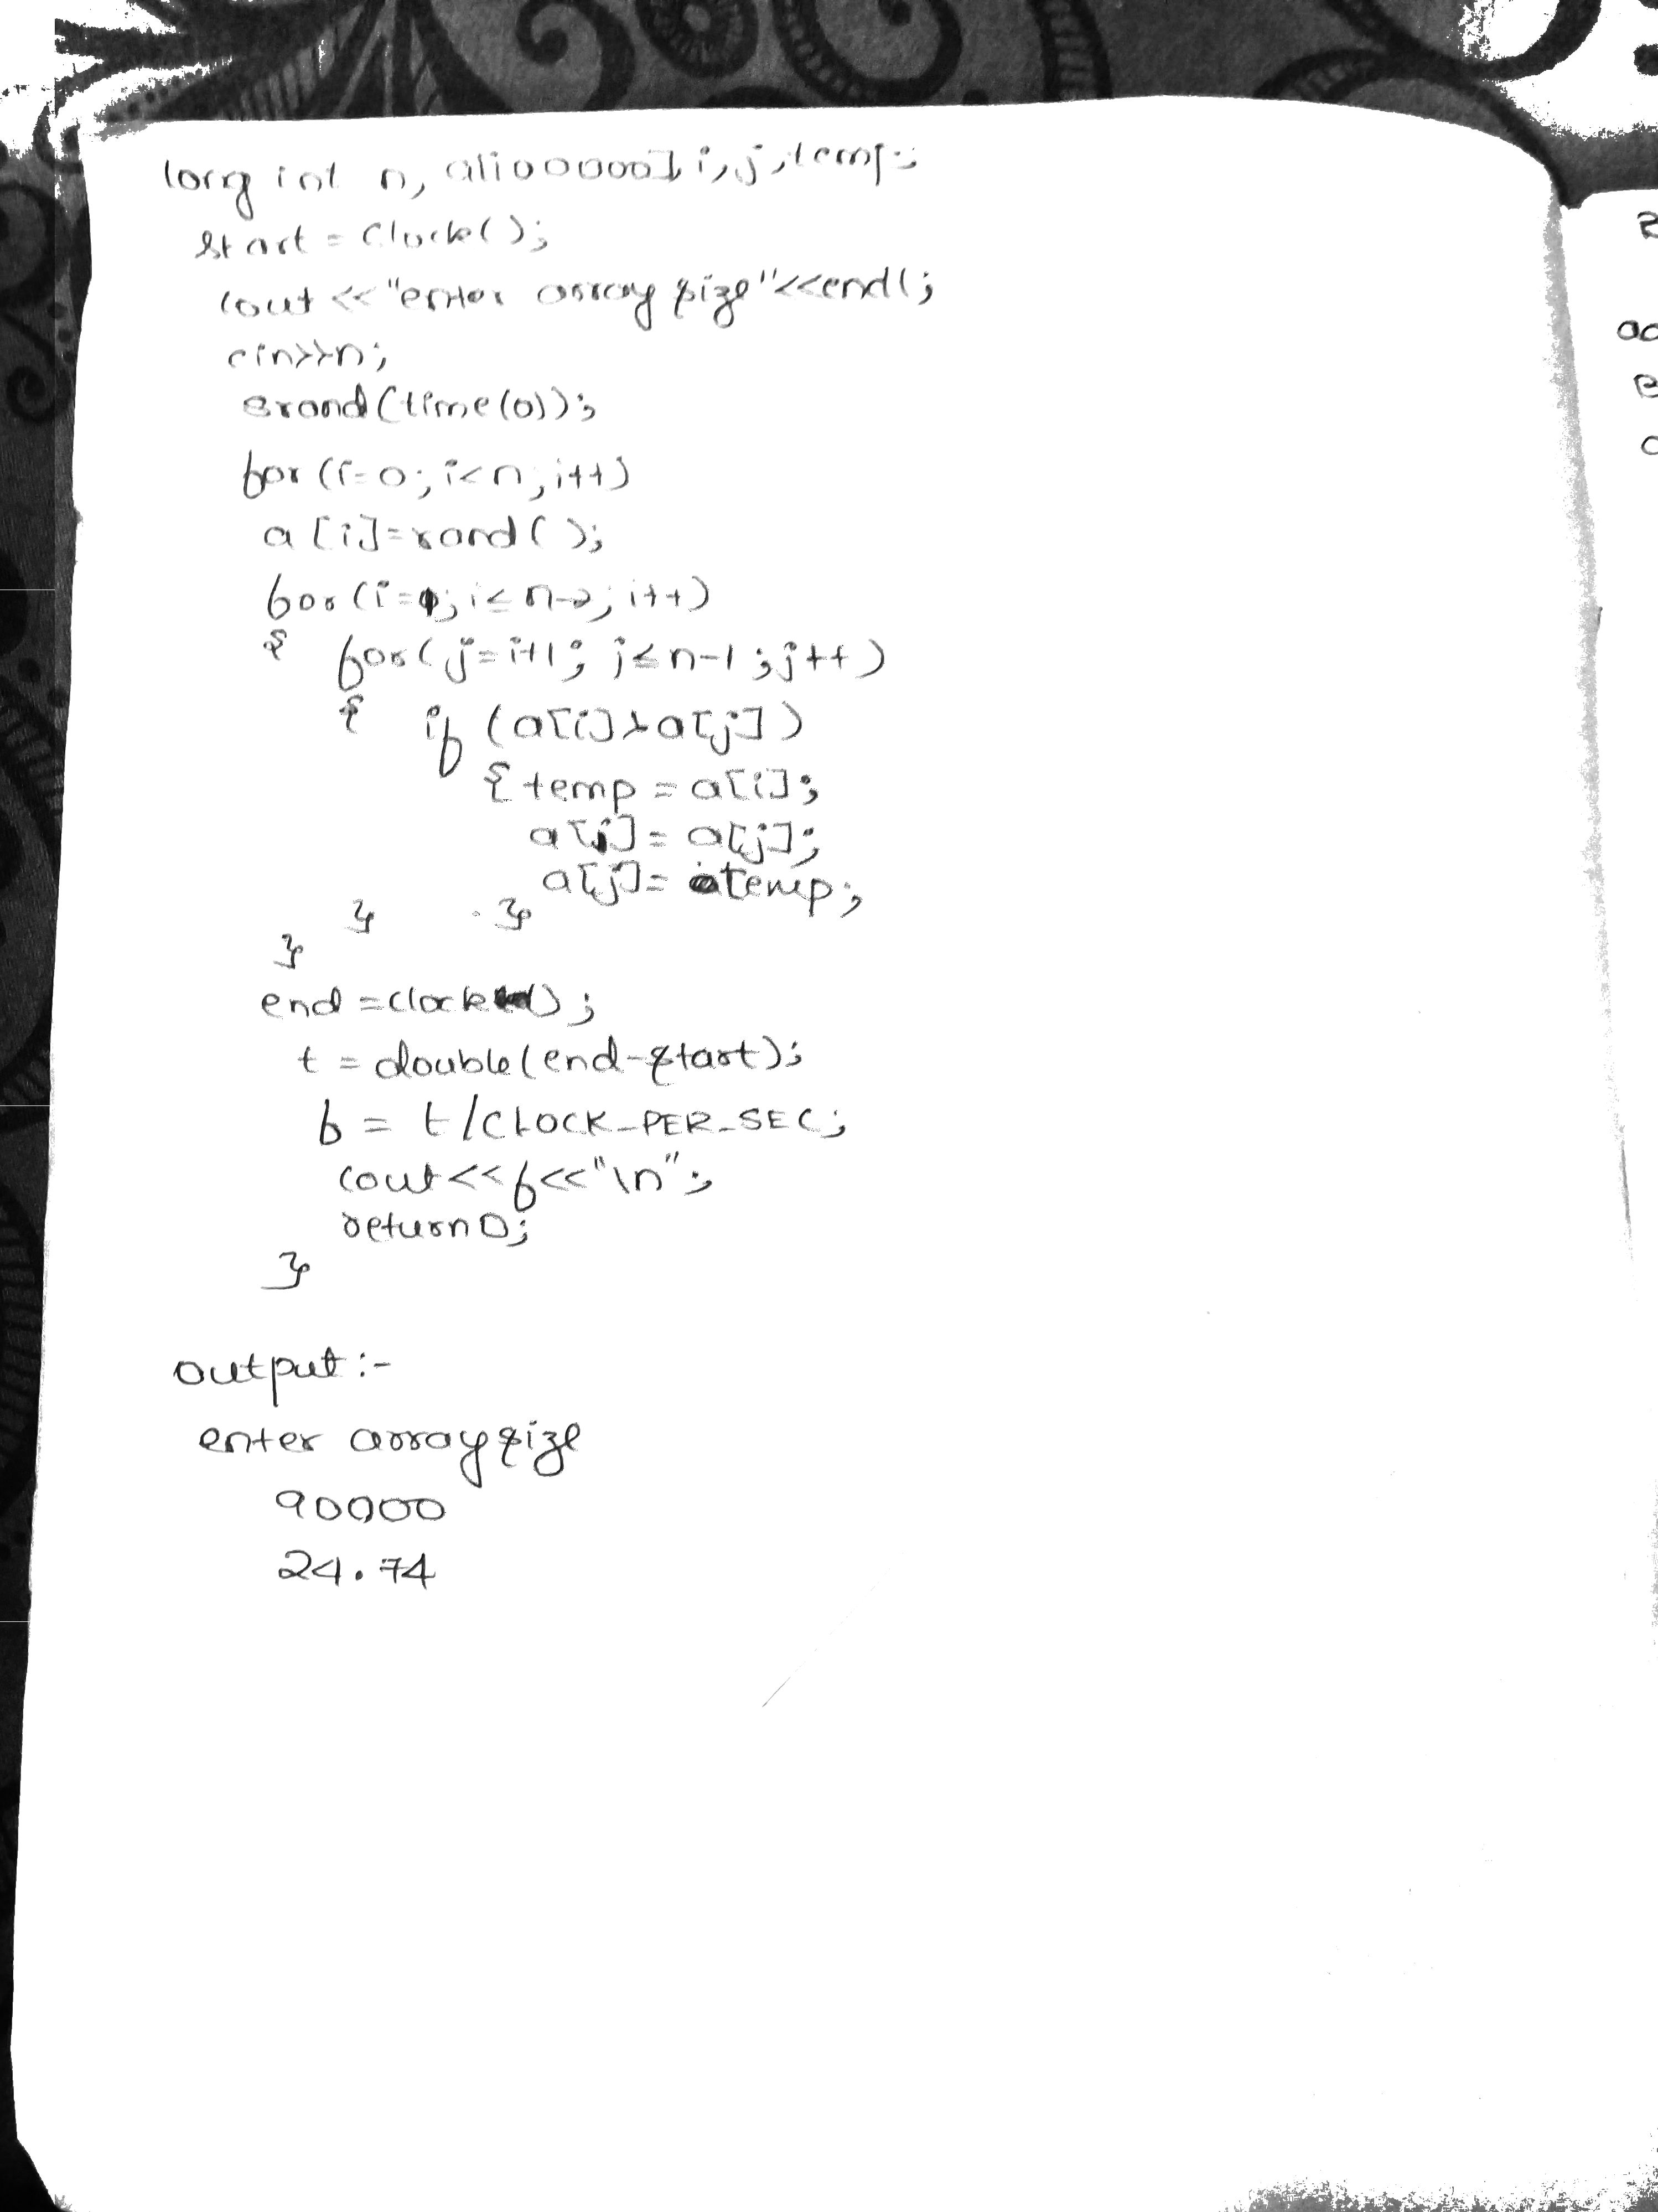 long int n, a[100000] i,j,temp;
start = Clock();
cout << "enter array size"<<endl;
cin>>n;
srand(time(0));
for (i=0; i<n; i++)
a[i]=rand();
for (i=0; i≤n-2; i++)
{ for(j=i+1; j≤n-1; j++)
{ if (a[i]>a[j])
{ temp = a[i];
a[i] = a[j];
a[j] = temp;
} }
}
end = clock();
t = double(end-start);
f = t/CLOCK_PER_SEC;
cout<<f<<"\n";
return 0;
}
output:-
enter array size
90000
24.74